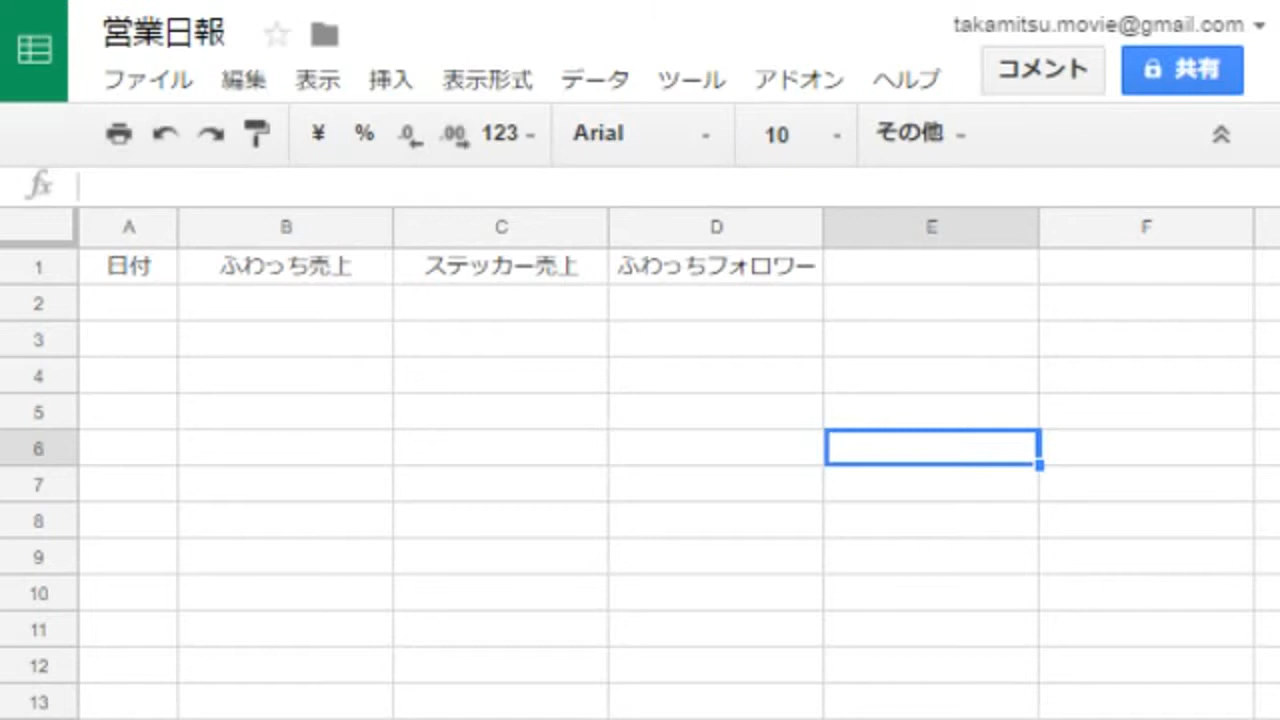 営業日報
takamitsu.movie@gmail.com
ファイル 編集 表示 挿入 表示形式 データ ツール アドオン ヘルプ
コメント 共有
¥ % .0 .00 123 Arial 10 その他
fx
A B C D E F
1 日付 ふわっち売上 ステッカー売上 ふわっちフォロワー
2
3
4
5
6
7
8
9
10
11
12
13